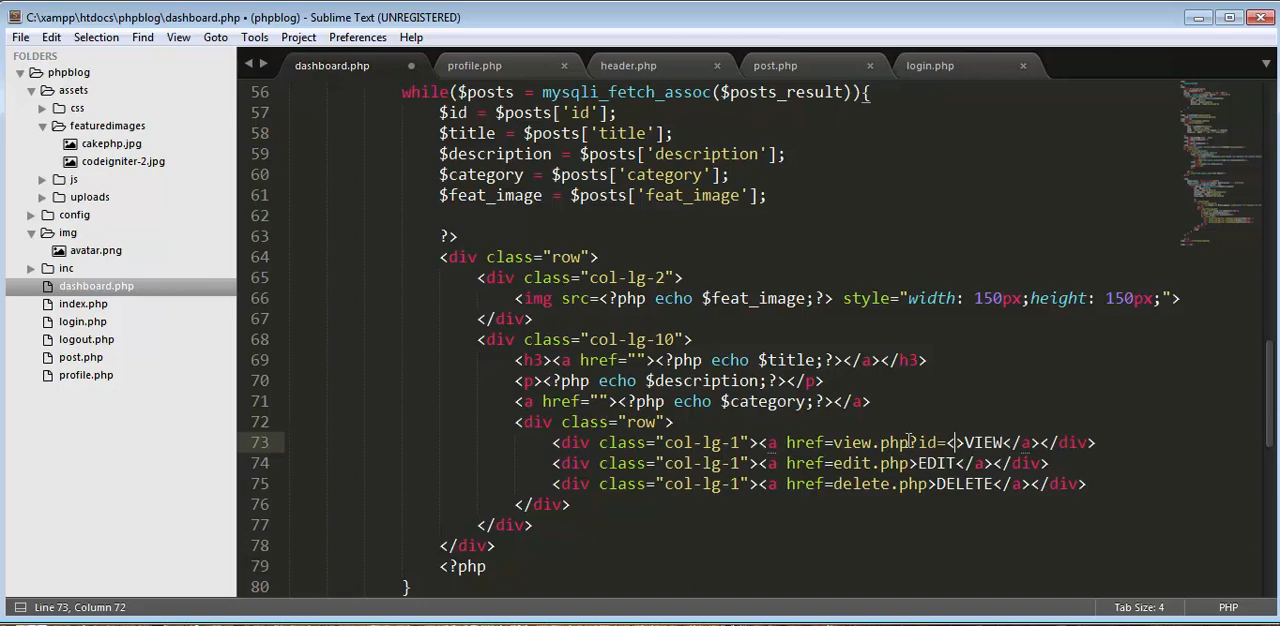 C:\xampp\htdocs\phpblog\dashboard.php • (phpblog) - Sublime Text (UNREGISTERED)
File Edit Selection Find View Goto Tools Project Preferences Help
FOLDERS
phpblog
assets
css
featuredimages
cakephp.jpg
codeigniter-2.jpg
js
uploads
config
img
avatar.png
inc
dashboard.php
index.php
login.php
logout.php
post.php
profile.php
dashboard.php profile.php header.php post.php login.php
56 while($posts = mysqli_fetch_assoc($posts_result)){
57 $id = $posts['id'];
58 $title = $posts['title'];
59 $description = $posts['description'];
60 $category = $posts['category'];
61 $feat_image = $posts['feat_image'];
62
63 ?>
64 <div class="row">
65 <div class="col-lg-2">
66 <img src=<?php echo $feat_image;?> style="width: 150px;height: 150px;">
67 </div>
68 <div class="col-lg-10">
69 <h3><a href=""><?php echo $title;?></a></h3>
70 <p><?php echo $description;?></p>
71 <a href=""><?php echo $category;?></a>
72 <div class="row">
73 <div class="col-lg-1"><a href=view.php?id=<>VIEW</a></div>
74 <div class="col-lg-1"><a href=edit.php>EDIT</a></div>
75 <div class="col-lg-1"><a href=delete.php>DELETE</a></div>
76 </div>
77 </div>
78 </div>
79 <?php
80 }
Line 73, Column 72 Tab Size: 4 PHP